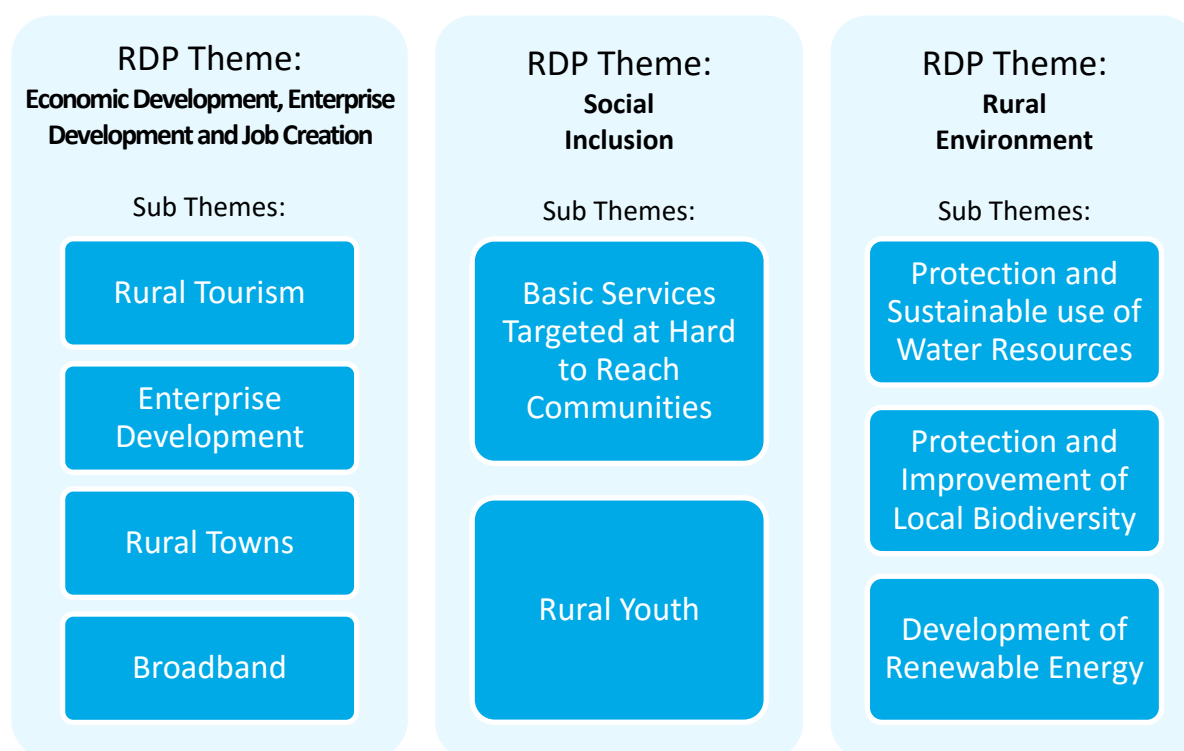 RDP Theme:
Economic Development, Enterprise
Development and Job Creation
Sub Themes:
Rural Tourism
Enterprise
Development
Rural Towns
Broadband
RDP Theme:
Social
Inclusion
Sub Themes:
Basic Services
Targeted at Hard
to Reach
Communities
Rural Youth
RDP Theme:
Rural
Environment
Sub Themes:
Protection and
Sustainable use of
Water Resources
Protection and
Improvement of
Local Biodiversity
Development of
Renewable Energy